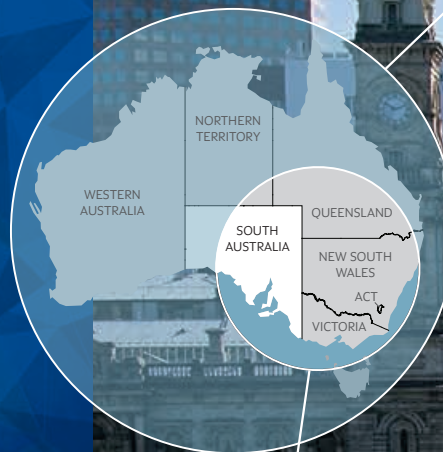 NORTHERN
TERRITORY
WESTERN
AUSTRALIA
QUEENSLAND
SOUTH
AUSTRALIA
NEW SOUTH
WALES
ACT
VICTORIA